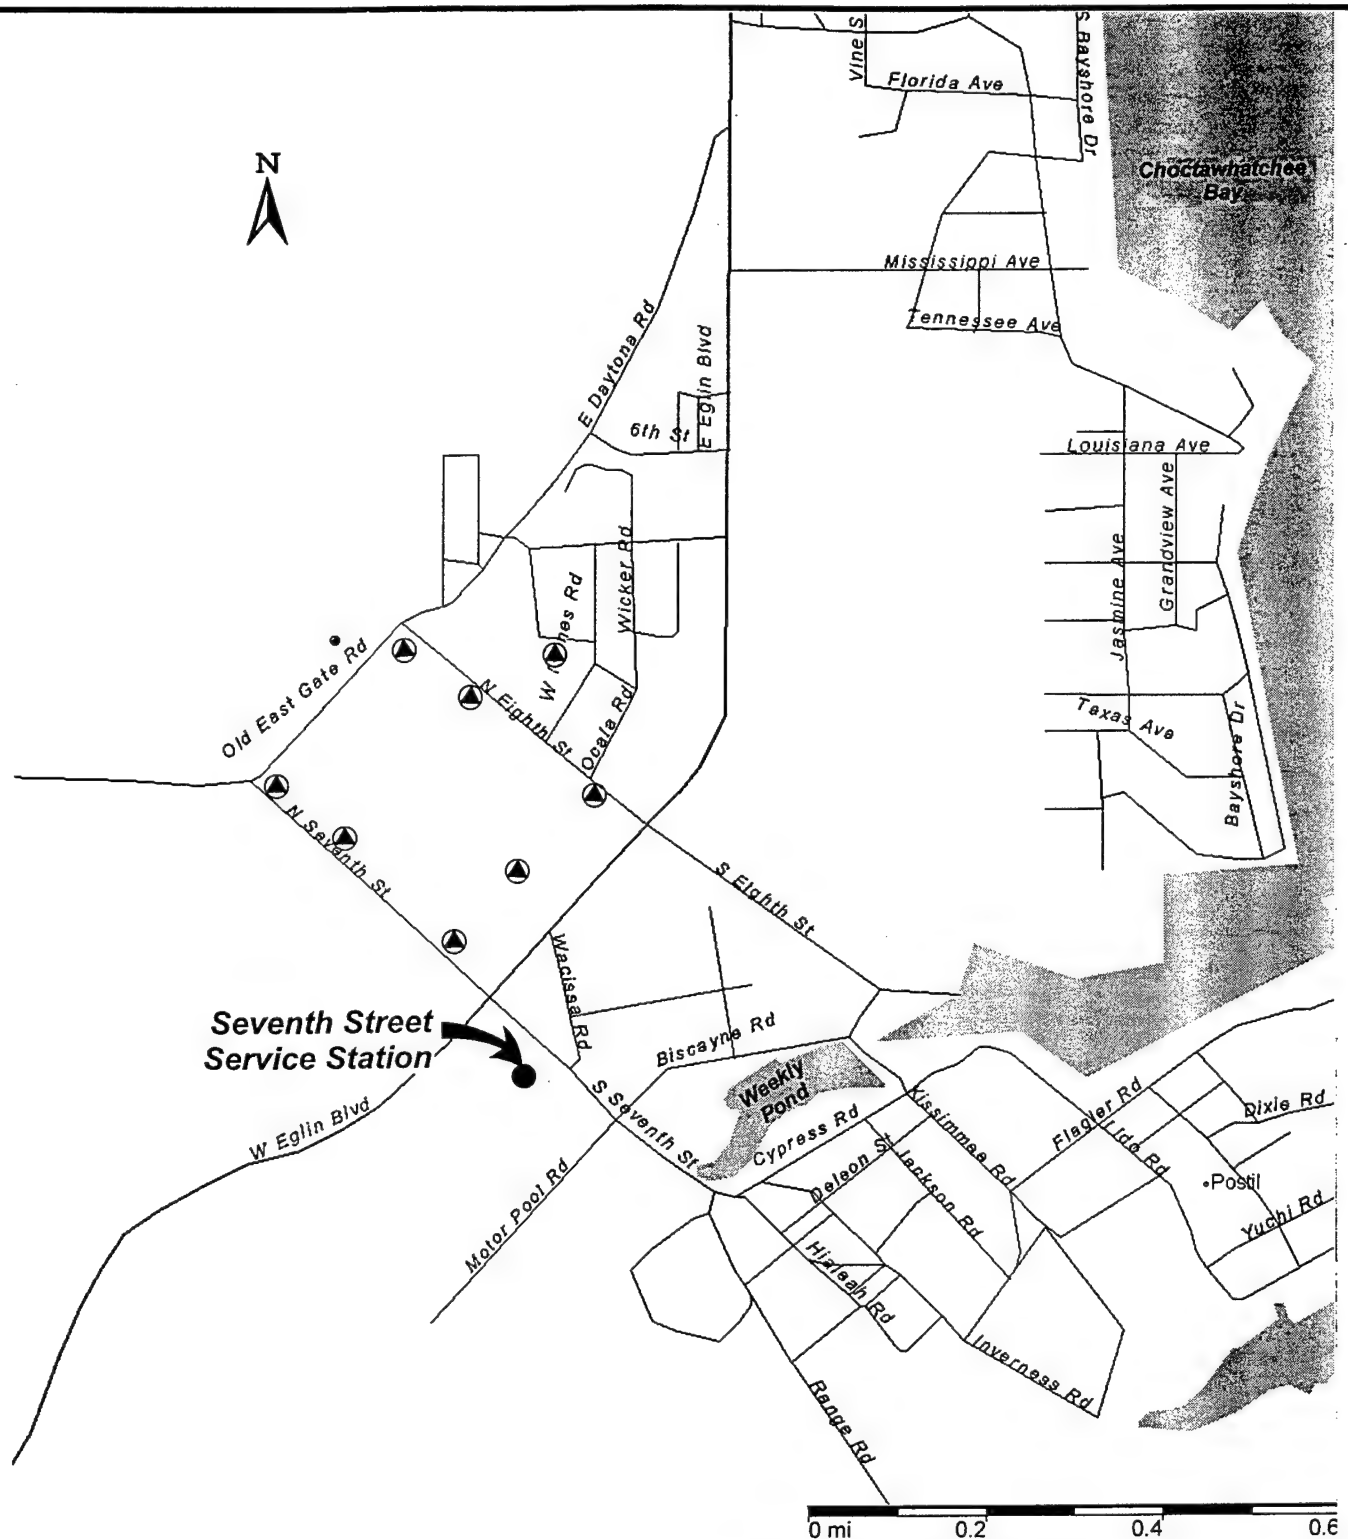 Vine S
S Bayshore Dr
Florida Ave
N
Choctawhatchee
Bay
Mississippi Ave
Tennessee Ave
E Daytona Rd
E Eglin Blvd
6th St
Louisiana Ave
Grandview Ave
Jasmine Ave
Wicker Rd
Old East Gate Rd
N Eighth St
Ocala Rd
Taxas Ave
Bayshore Dr
N Seventh St
S Eighth St
Wacissa Rd
Seventh Street
Service Station
Biscayne Rd
Weekly
Pond
S Seventh St
Cypress Rd
Kissimmee Rd
Flagler Rd
Dixie Rd
W Eglin Blvd
Ido Rd
Deleon St
Jackson Rd
Postil
Motor Pool Rd
Yuchi Rd
Hialeah Rd
Inverness Rd
Range Rd
0 mi 0.2 0.4 0.6